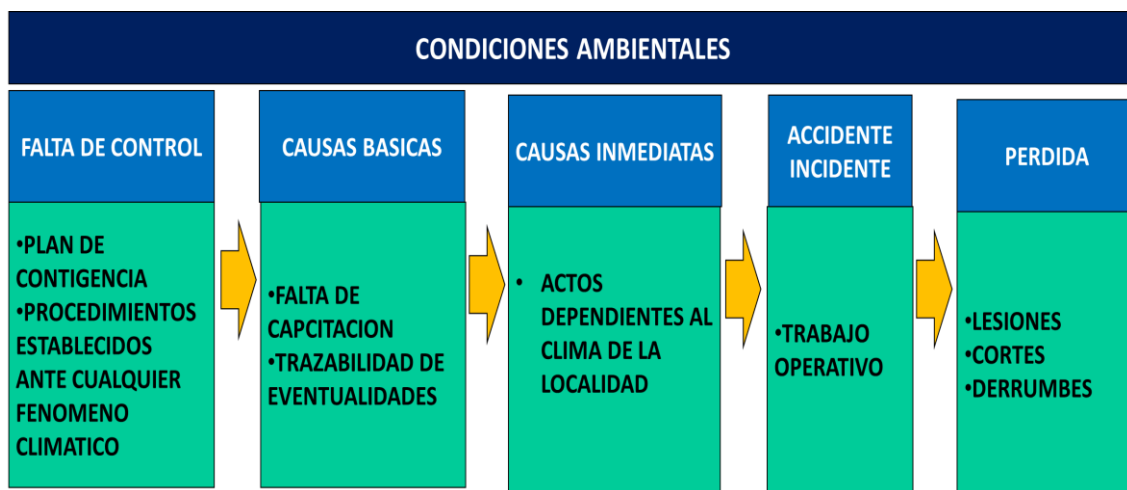 CONDICIONES AMBIENTALES
FALTA DE CONTROL
•PLAN DE
CONTIGENCIA
•PROCEDIMIENTOS
ESTABLECIDOS
ANTE CUALQUIER
FENOMENO
CLIMATICO
CAUSAS BASICAS
•FALTA DE
CAPCITACION
•TRAZABILIDAD DE
EVENTUALIDADES
CAUSAS INMEDIATAS
• ACTOS
DEPENDIENTES AL
CLIMA DE LA
LOCALIDAD
ACCIDENTE
INCIDENTE
•TRABAJO
OPERATIVO
PERDIDA
•LESIONES
•CORTES
•DERRUMBES